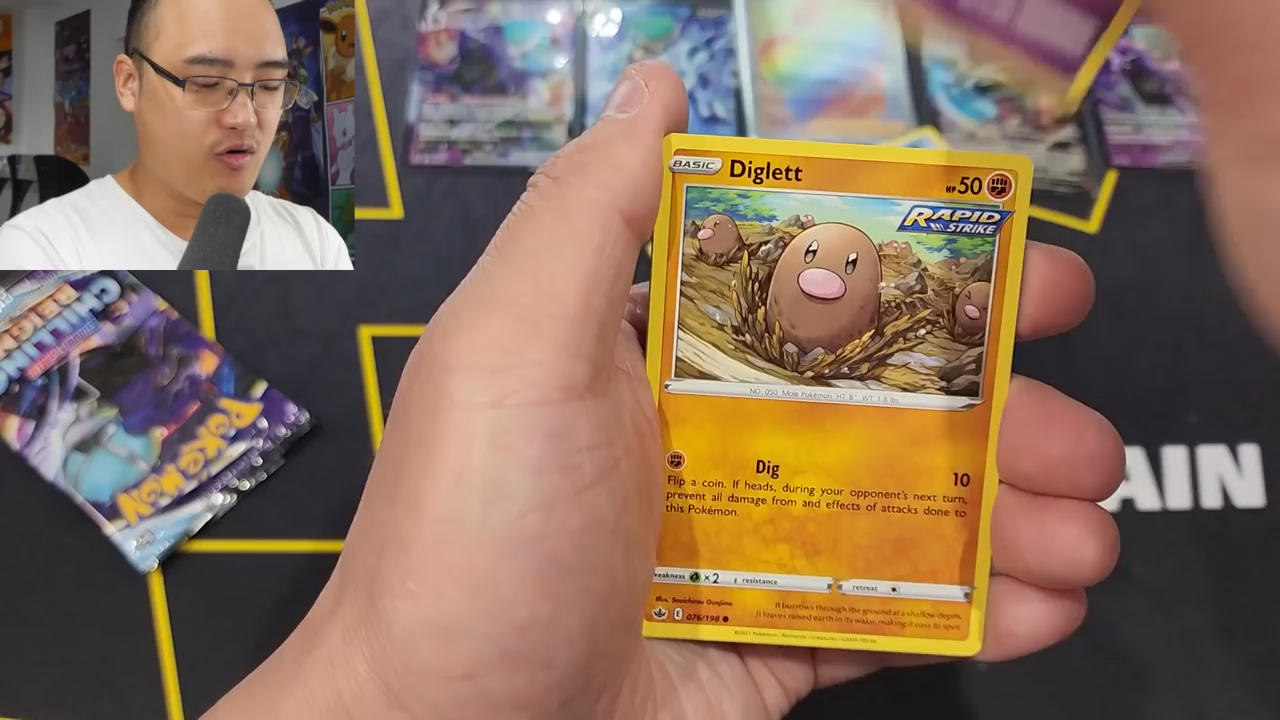 BASIC Diglett HP 50
RAPID
STRIKE
NO. 050 Mole Pokémon HT: 8" WT: 1.8 lbs.
Dig 10
Flip a coin. If heads, during your opponent's next turn,
prevent all damage from and effects of attacks done to
this Pokémon.
weakness ×2 resistance retreat
Illus. Souichirou Gunjima
It burrows through the ground at a shallow depth.
It leaves raised earth in its wake, making it easy to spot.
E 076/198
©2021 Pokémon / Nintendo / Creatures / GAME FREAK
POKÉMON
AIN